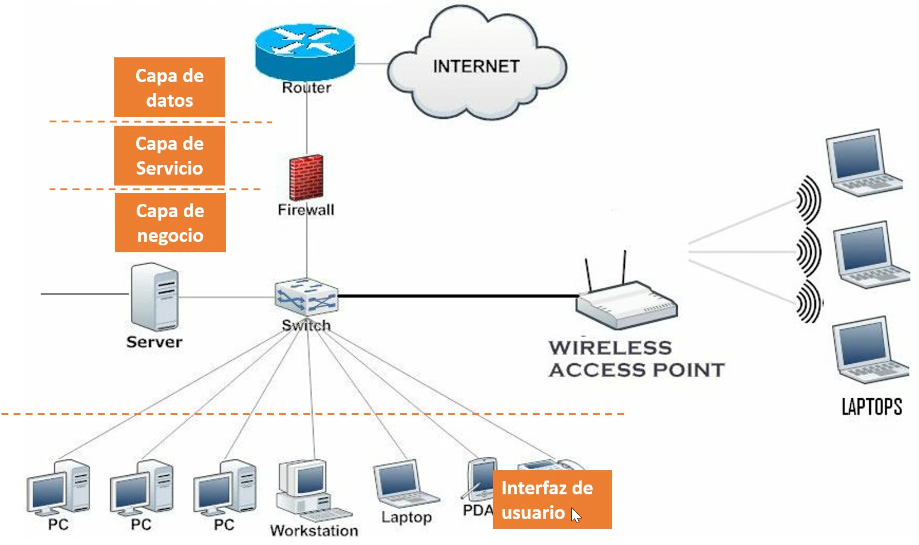 INTERNET
Router
Capa de
datos
Capa de
Servicio
Firewall
Capa de
negocio
Switch
Server
WIRELESS
ACCESS POINT
LAPTOPS
PC
PC
PC
Workstation
Laptop
PDA
Interfaz de
usuario